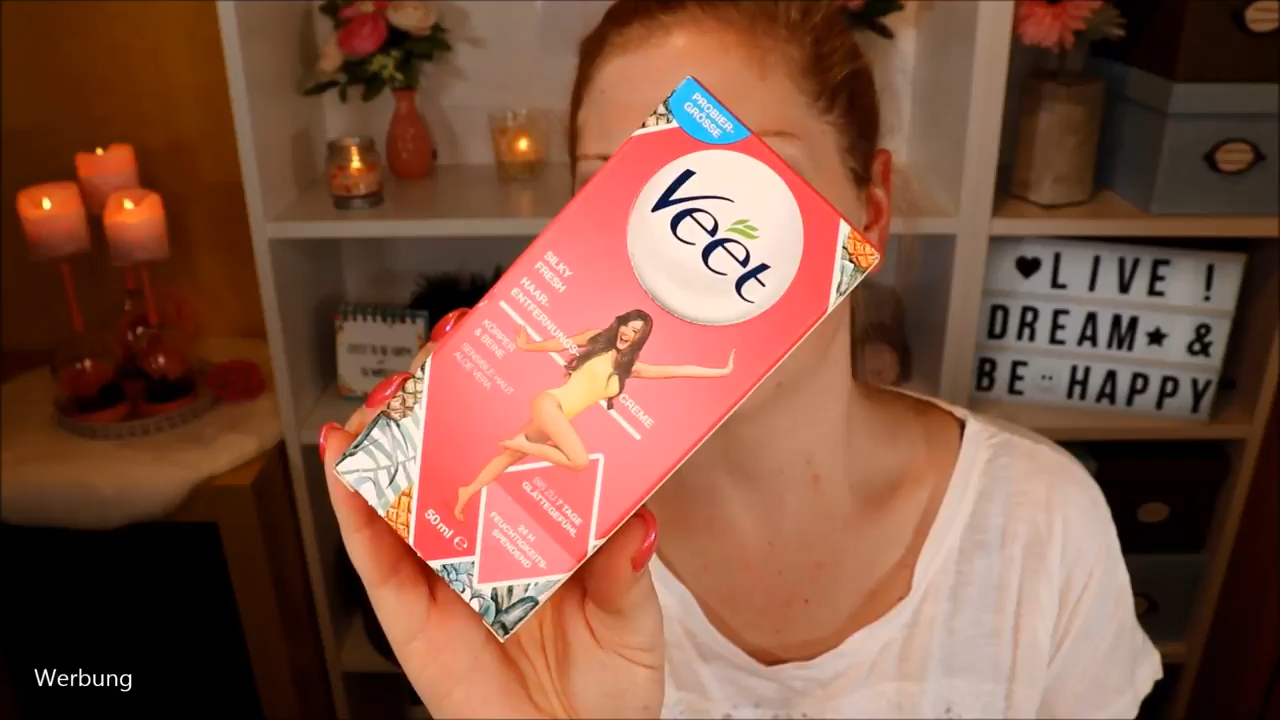 PROBIER-
GRÖSSE
Veet
SILKY
FRESH
HAAR-
ENTFERNUNGS-
CREME
KÖRPER
& BEINE
SENSIBLE HAUT
ALOE VERA
BIS ZU 7 TAGE
GLÄTTEGEFÜHL
24 H
FEUCHTIGKEITS-
SPENDEND
50 ml e
♥LIVE !
DREAM★ &
BE HAPPY
Werbung